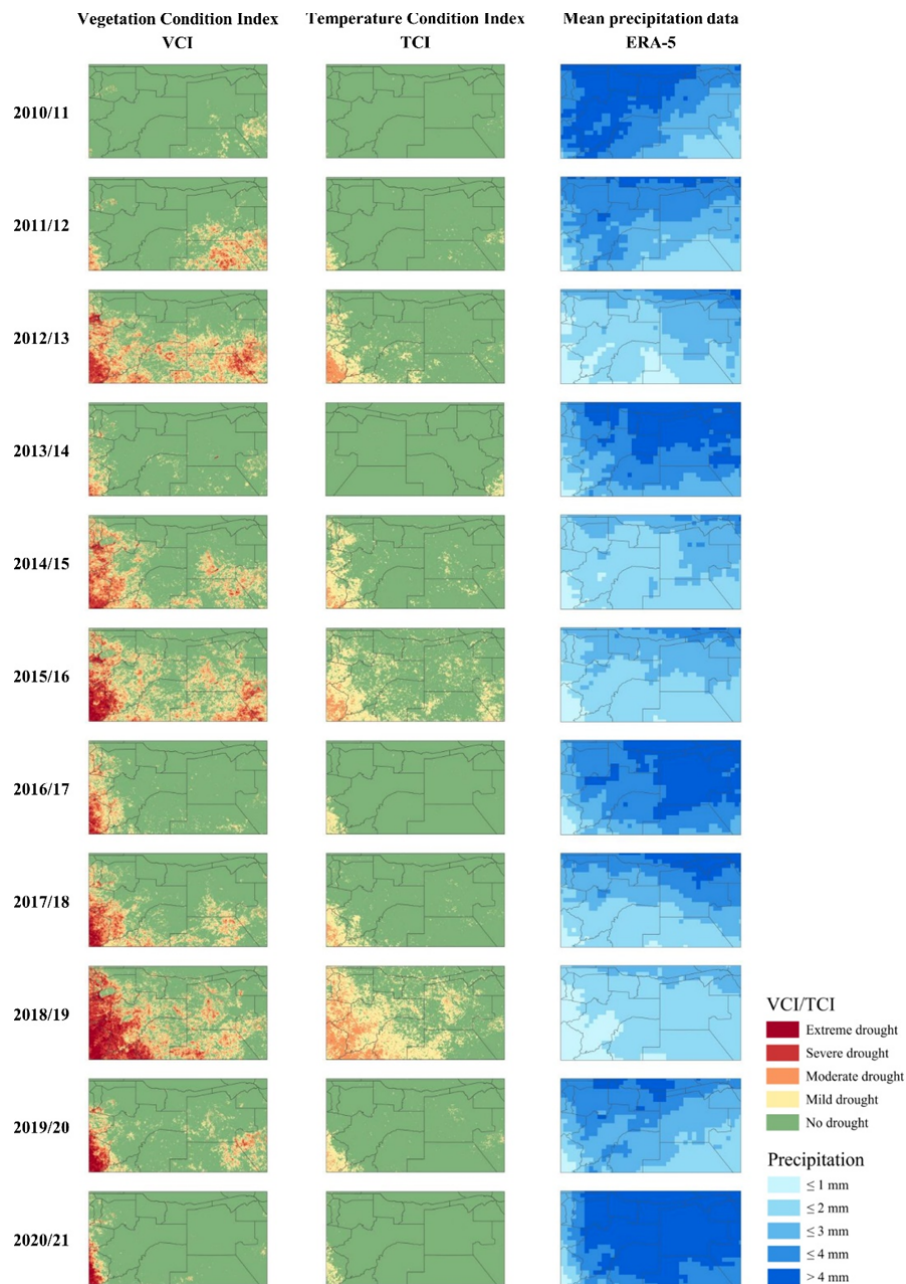 Vegetation Condition Index
VCI
Temperature Condition Index
TCI
Mean precipitation data
ERA-5
2010/11
2011/12
2012/13
2013/14
2014/15
2015/16
2016/17
2017/18
2018/19
2019/20
2020/21
VCI/TCI
Extreme drought
Severe drought
Moderate drought
Mild drought
No drought
Precipitation
≤ 1 mm
≤ 2 mm
≤ 3 mm
≤ 4 mm
> 4 mm